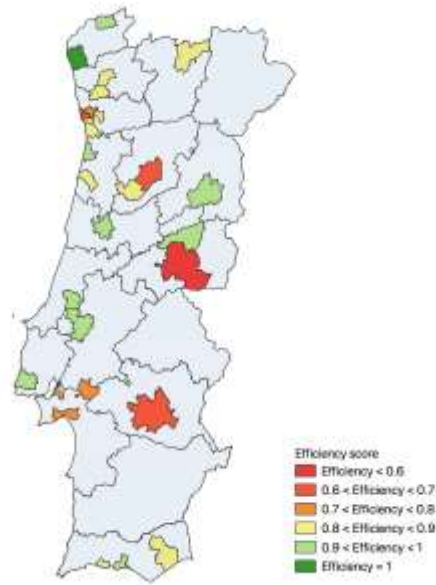 Efficiency score
Efficiency < 0.6
0.6 < Efficiency < 0.7
0.7 < Efficiency < 0.8
0.8 < Efficiency < 0.9
0.9 < Efficiency < 1
Efficiency = 1